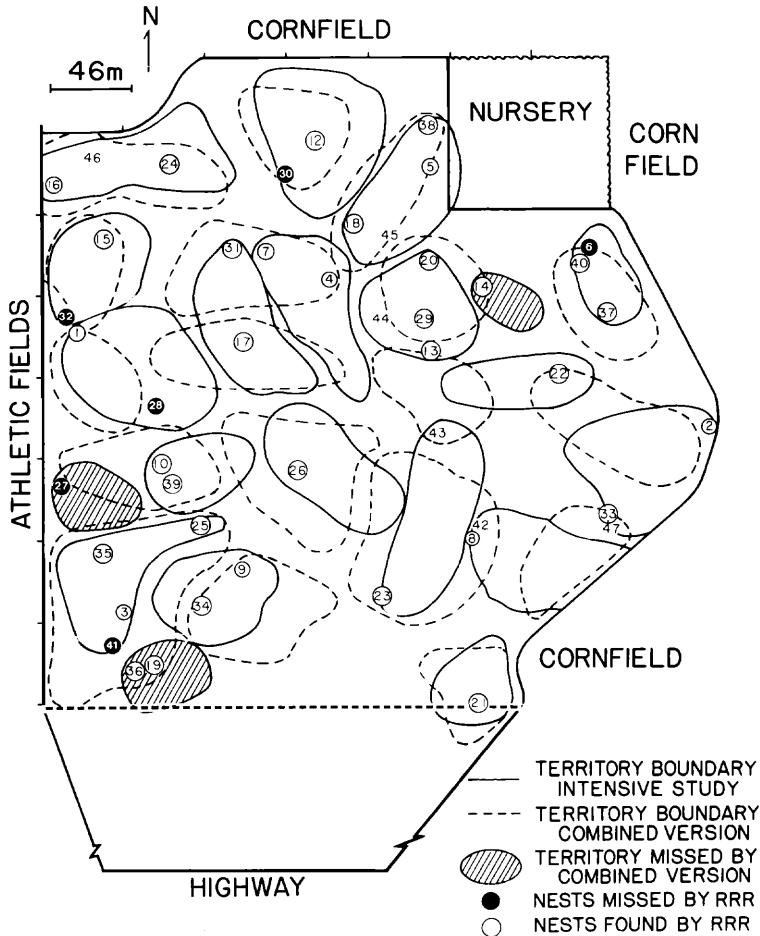 N
CORNFIELD
46m
NURSERY
CORN
FIELD
38
12
46
24
5
30
16
18
45
15
31
7
20
6
40
4
14
32
1
44
29
37
17
13
22
28
2
43
10
26
39
27
33
25
42
47
8
35
9
23
34
3
41
36
19
21
ATHLETIC FIELDS
CORNFIELD
HIGHWAY
TERRITORY BOUNDARY
INTENSIVE STUDY
TERRITORY BOUNDARY
COMBINED VERSION
TERRITORY MISSED BY
COMBINED VERSION
NESTS MISSED BY RRR
NESTS FOUND BY RRR